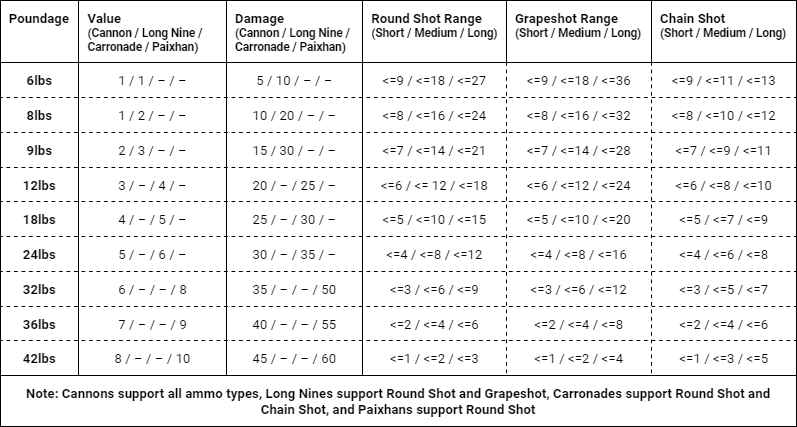 Poundage Value Damage Round Shot Range Grapeshot Range Chain Shot
(Cannon / Long Nine / (Cannon / Long Nine / (Short / Medium / Long) (Short / Medium / Long) (Short / Medium / Long)
Carronade / Paixhan) Carronade / Paixhan)
6lbs 1 / 1 / – / – 5 / 10 / – / – <=9 / <=18 / <=27 <=9 / <=18 / <=36 <=9 / <=11 / <=13
8lbs 1 / 2 / – / – 10 / 20 / – / – <=8 / <=16 / <=24 <=8 / <=16 / <=32 <=8 / <=10 / <=12
9lbs 2 / 3 / – / – 15 / 30 / – / – <=7 / <=14 / <=21 <=7 / <=14 / <=28 <=7 / <=9 / <=11
12lbs 3 / – / 4 / – 20 / – / 25 / – <=6 / <= 12 / <=18 <=6 / <=12 / <=24 <=6 / <=8 / <=10
18lbs 4 / – / 5 / – 25 / – / 30 / – <=5 / <=10 / <=15 <=5 / <=10 / <=20 <=5 / <=7 / <=9
24lbs 5 / – / 6 / – 30 / – / 35 / – <=4 / <=8 / <=12 <=4 / <=8 / <=16 <=4 / <=6 / <=8
32lbs 6 / – / – / 8 35 / – / – / 50 <=3 / <=6 / <=9 <=3 / <=6 / <=12 <=3 / <=5 / <=7
36lbs 7 / – / – / 9 40 / – / – / 55 <=2 / <=4 / <=6 <=2 / <=4 / <=8 <=2 / <=4 / <=6
42lbs 8 / – / – / 10 45 / – / – / 60 <=1 / <=2 / <=3 <=1 / <=2 / <=4 <=1 / <=3 / <=5
Note: Cannons support all ammo types, Long Nines support Round Shot and Grapeshot, Carronades support Round Shot and
Chain Shot, and Paixhans support Round Shot